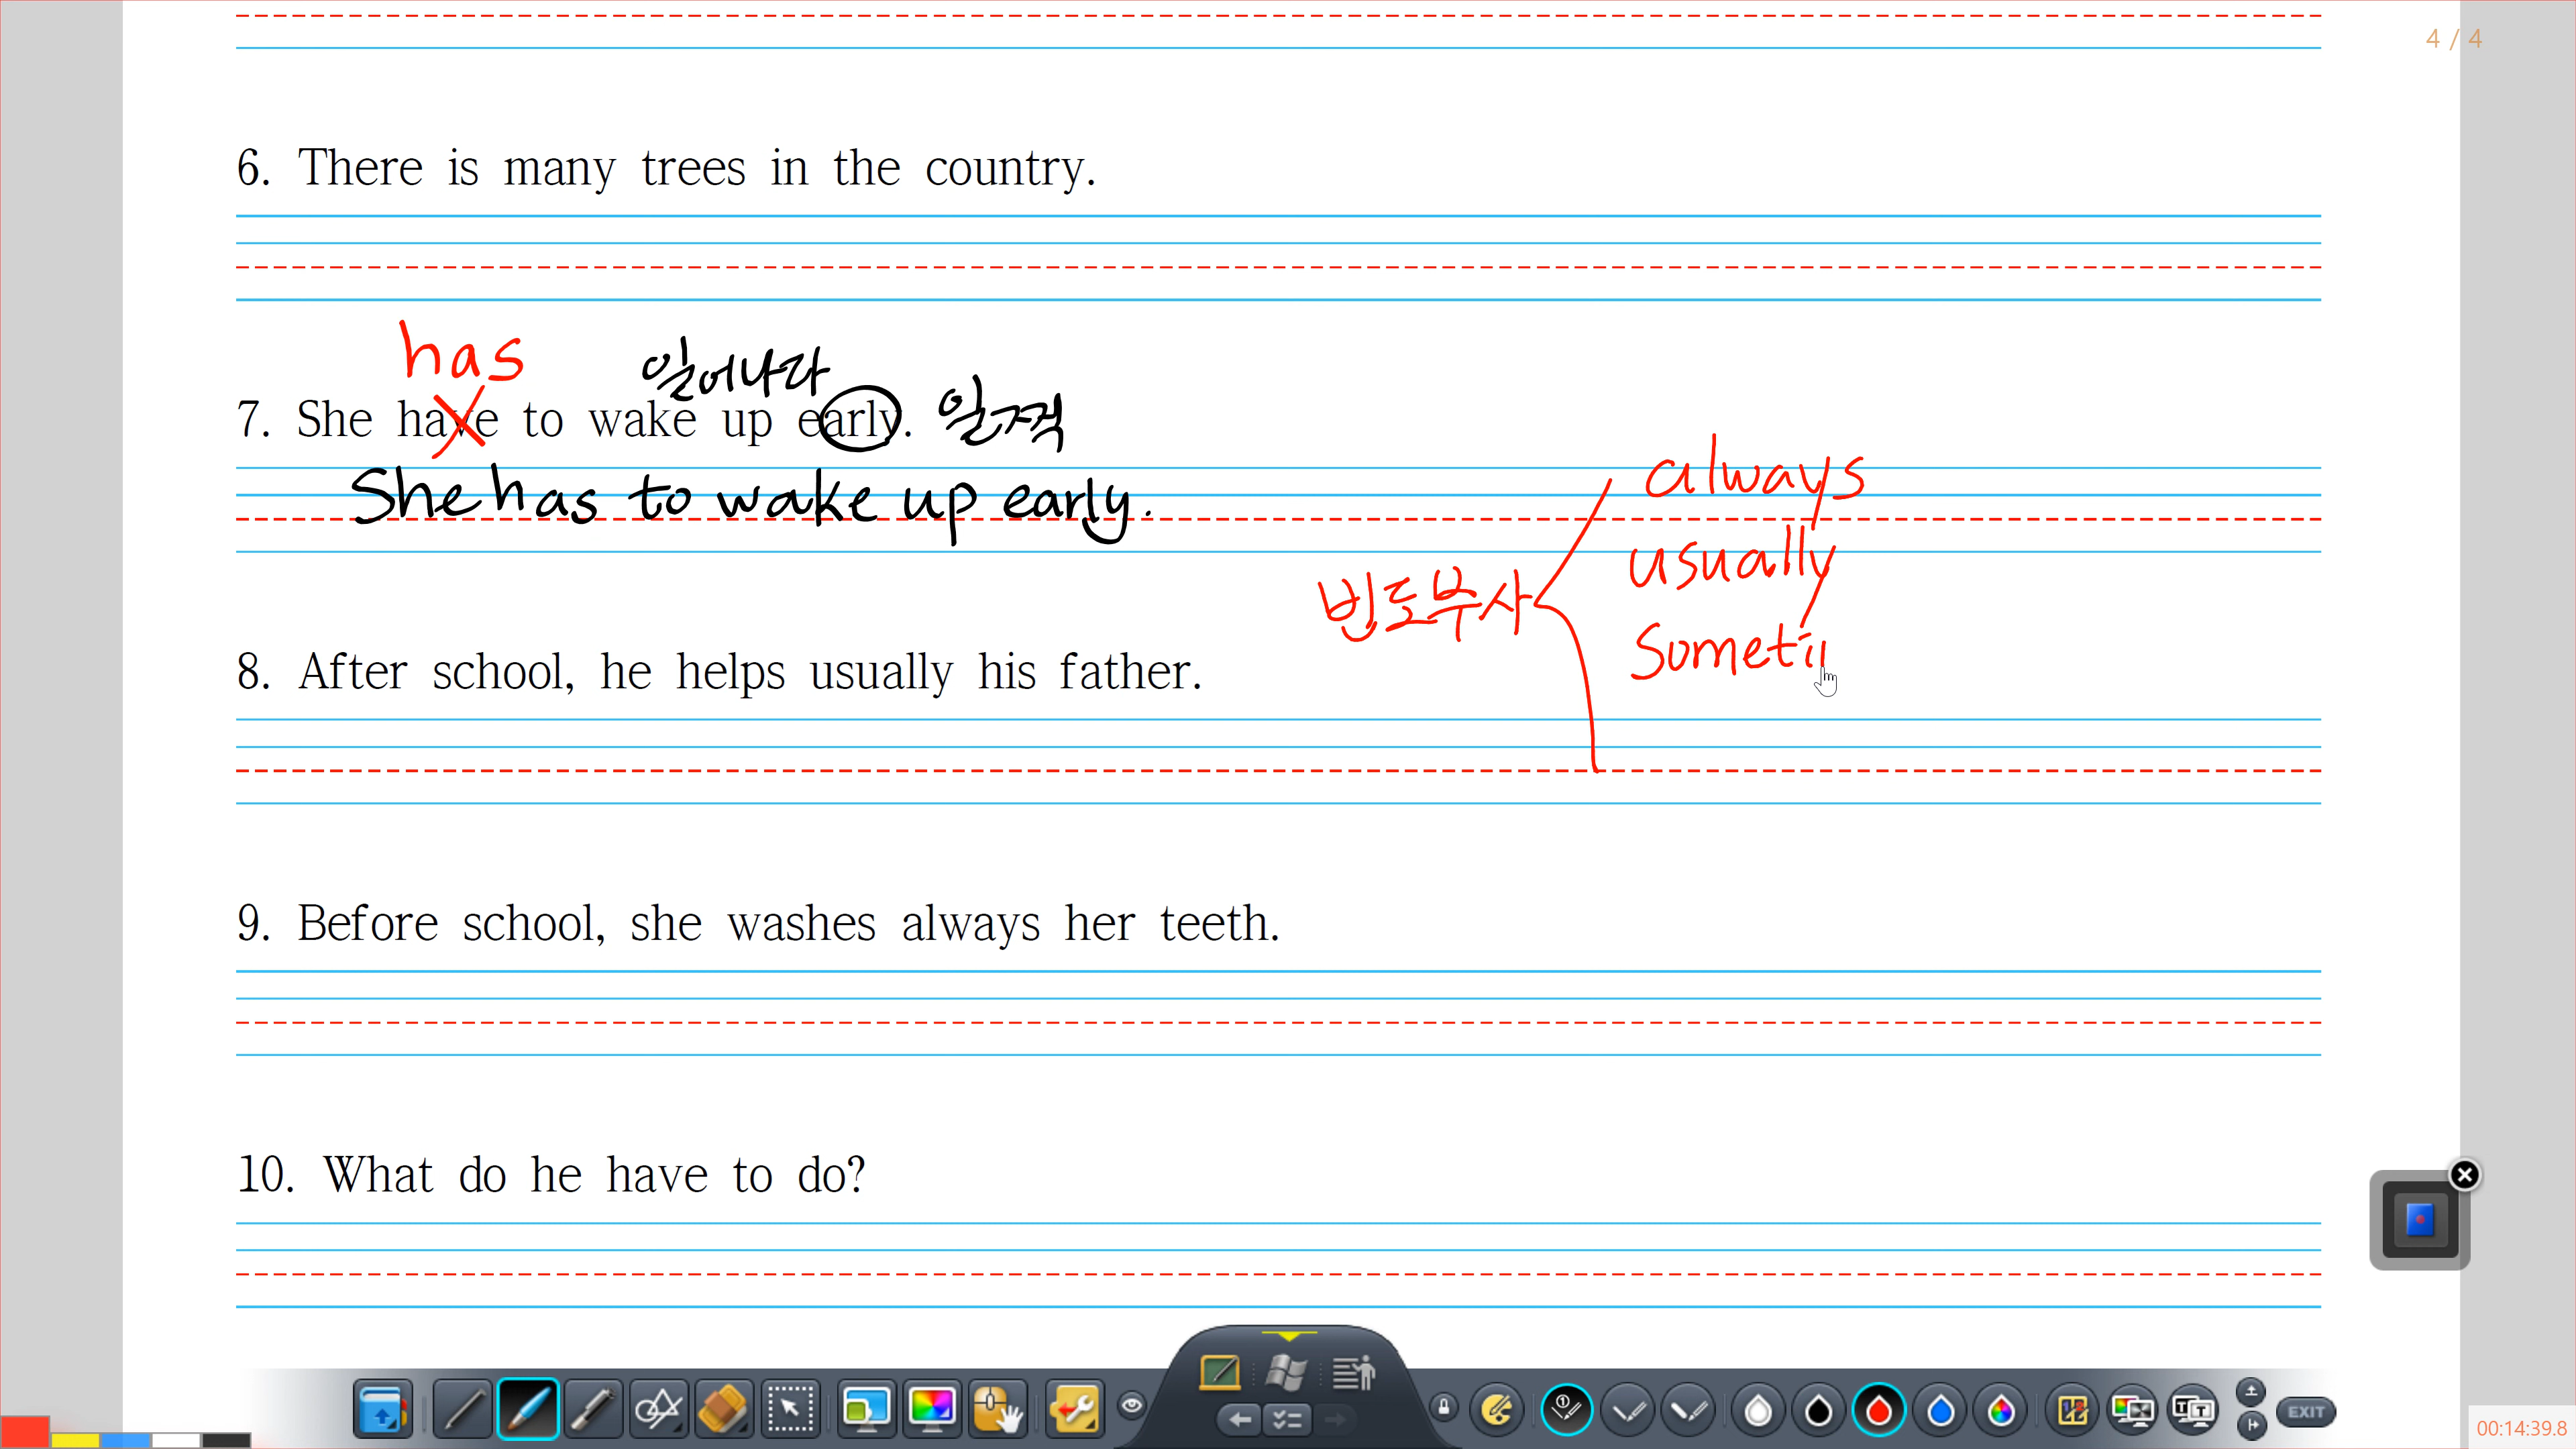 4 / 4
6. There is many trees in the country.
has
일어나다
7. She have to wake up early. 일찍
She has to wake up early.
always
usually
빈도부사
Someti
8. After school, he helps usually his father.
9. Before school, she washes always her teeth.
10. What do he have to do?
EXIT
00:14:39.8